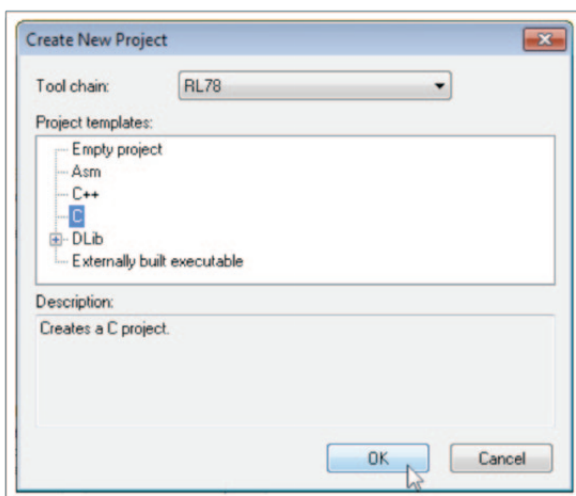 Create New Project
Tool chain: RL78
Project templates:
Empty project
Asm
C++
C
DLib
Externally built executable
Description:
Creates a C project.
OK Cancel